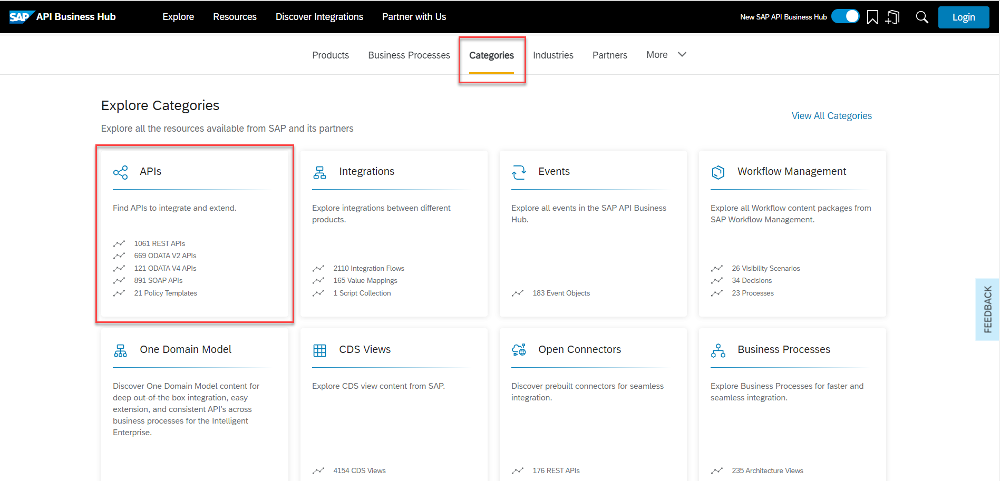 SAP API Business Hub
Explore
Resources
Discover Integrations
Partner with Us
New SAP API Business Hub
Login
Products
Business Processes
Categories
Industries
Partners
More
Explore Categories
View All Categories
Explore all the resources available from SAP and its partners
APIs
Find APIs to integrate and extend.
1061 REST APIs
669 ODATA V2 APIs
121 ODATA V4 APIs
891 SOAP APIs
21 Policy Templates
Integrations
Explore integrations between different
products.
2110 Integration Flows
165 Value Mappings
1 Script Collection
Events
Explore all events in the SAP API Business
Hub.
183 Event Objects
Workflow Management
Explore all Workflow content packages from
SAP Workflow Management.
26 Visibility Scenarios
34 Decisions
23 Processes
FEEDBACK
One Domain Model
Discover One Domain Model content for
deep out-of-the box integration, easy
extension, and consistent API's across
business processes for the Intelligent
Enterprise.
CDS Views
Explore CDS view content from SAP.
4154 CDS Views
Open Connectors
Discover prebuilt connectors for seamless
integration.
176 REST APIs
Business Processes
Explore Business Processes for faster and
seamless integration.
235 Architecture Views